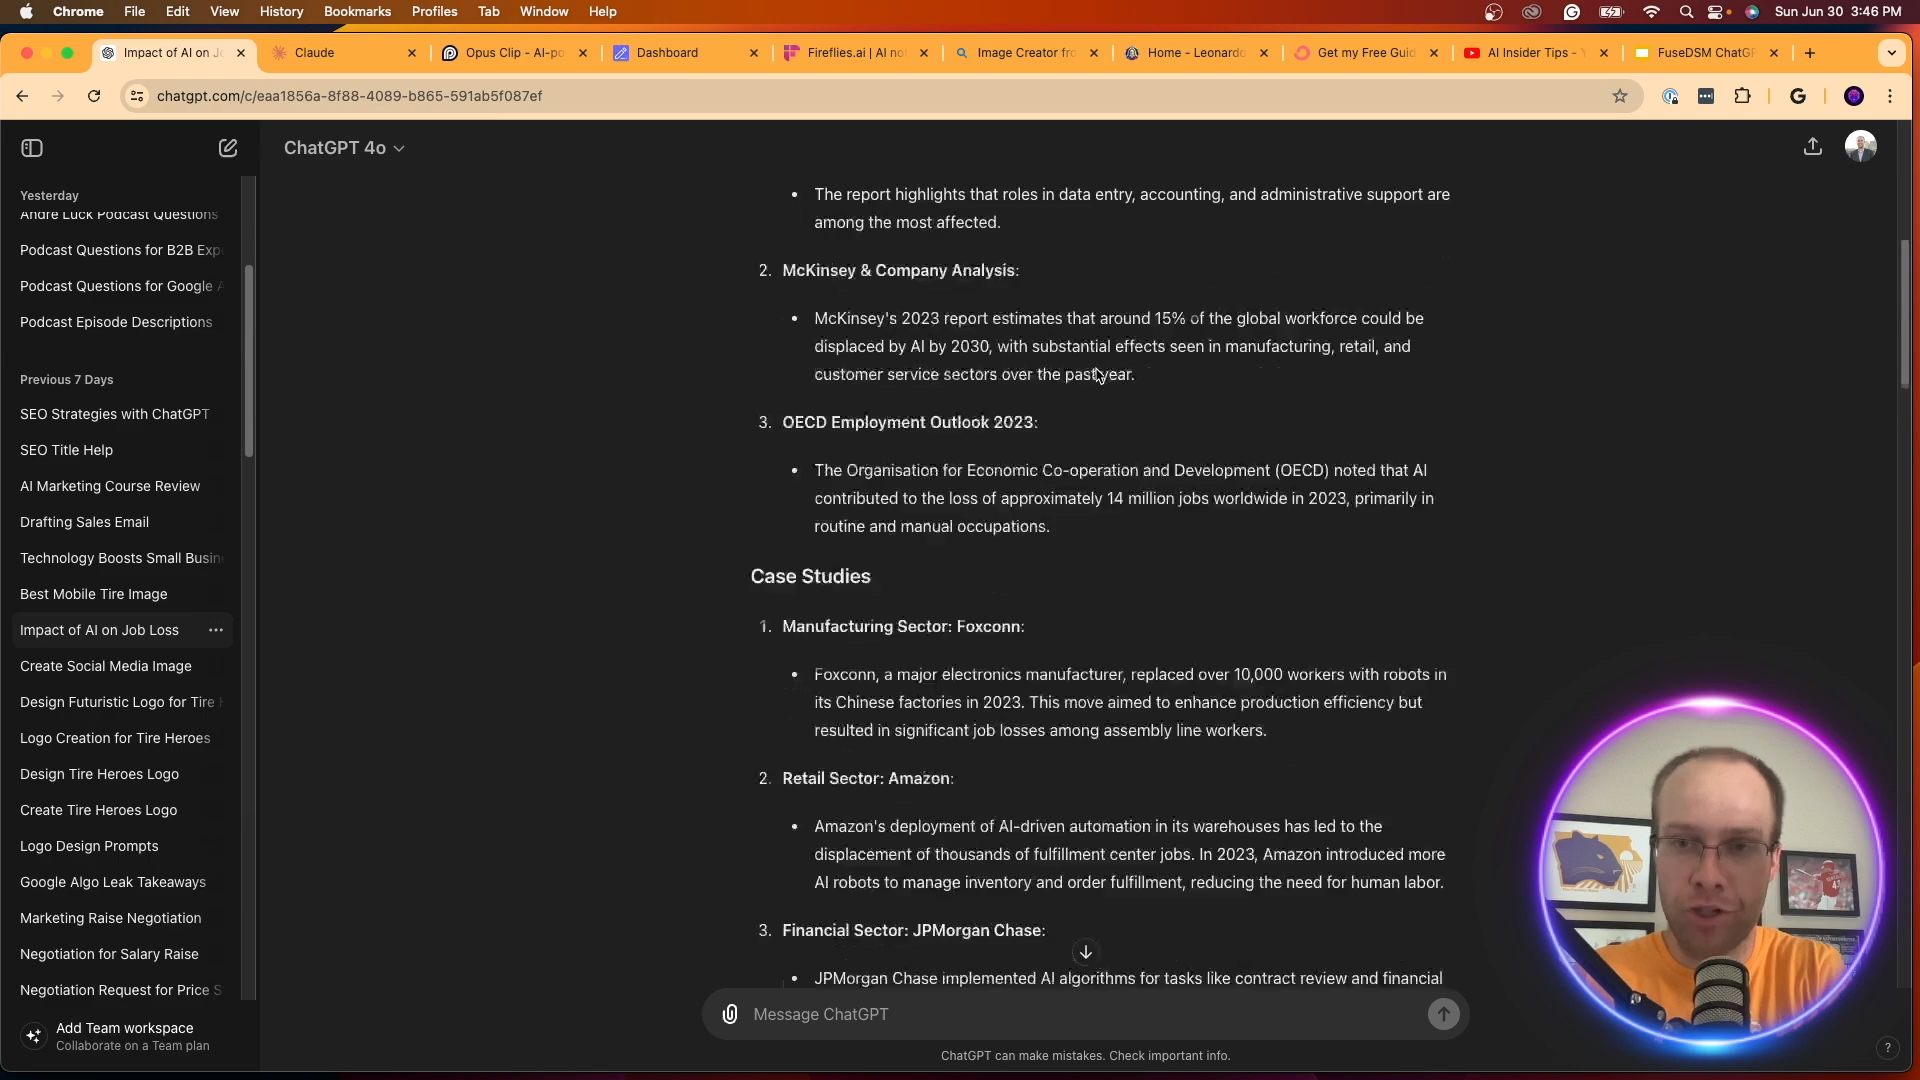 Chrome File Edit View History Bookmarks Profiles Tab Window Help
Sun Jun 30 3:46 PM
Impact of AI on Jo
Claude
Opus Clip - AI-po
Dashboard
Fireflies.ai | AI no
Image Creator fro
Home - Leonardo
Get my Free Guid
AI Insider Tips - Y
FuseDSM ChatGP
chatgpt.com/c/eaa1856a-8f88-4089-b865-591ab5f087ef
ChatGPT 4o
Yesterday
Andre Luck Podcast Questions
Podcast Questions for B2B Exp
Podcast Questions for Google A
Podcast Episode Descriptions
Previous 7 Days
SEO Strategies with ChatGPT
SEO Title Help
AI Marketing Course Review
Drafting Sales Email
Technology Boosts Small Busin
Best Mobile Tire Image
Impact of AI on Job Loss
Create Social Media Image
Design Futuristic Logo for Tire H
Logo Creation for Tire Heroes
Design Tire Heroes Logo
Create Tire Heroes Logo
Logo Design Prompts
Google Algo Leak Takeaways
Marketing Raise Negotiation
Negotiation for Salary Raise
Negotiation Request for Price S
Add Team workspace
Collaborate on a Team plan
• The report highlights that roles in data entry, accounting, and administrative support are
among the most affected.
2. McKinsey & Company Analysis:
• McKinsey's 2023 report estimates that around 15% of the global workforce could be
displaced by AI by 2030, with substantial effects seen in manufacturing, retail, and
customer service sectors over the past year.
3. OECD Employment Outlook 2023:
• The Organisation for Economic Co-operation and Development (OECD) noted that AI
contributed to the loss of approximately 14 million jobs worldwide in 2023, primarily in
routine and manual occupations.
Case Studies
1. Manufacturing Sector: Foxconn:
• Foxconn, a major electronics manufacturer, replaced over 10,000 workers with robots in
its Chinese factories in 2023. This move aimed to enhance production efficiency but
resulted in significant job losses among assembly line workers.
2. Retail Sector: Amazon:
• Amazon's deployment of AI-driven automation in its warehouses has led to the
displacement of thousands of fulfillment center jobs. In 2023, Amazon introduced more
AI robots to manage inventory and order fulfillment, reducing the need for human labor.
3. Financial Sector: JPMorgan Chase:
• JPMorgan Chase implemented AI algorithms for tasks like contract review and financial
Message ChatGPT
ChatGPT can make mistakes. Check important info.
?